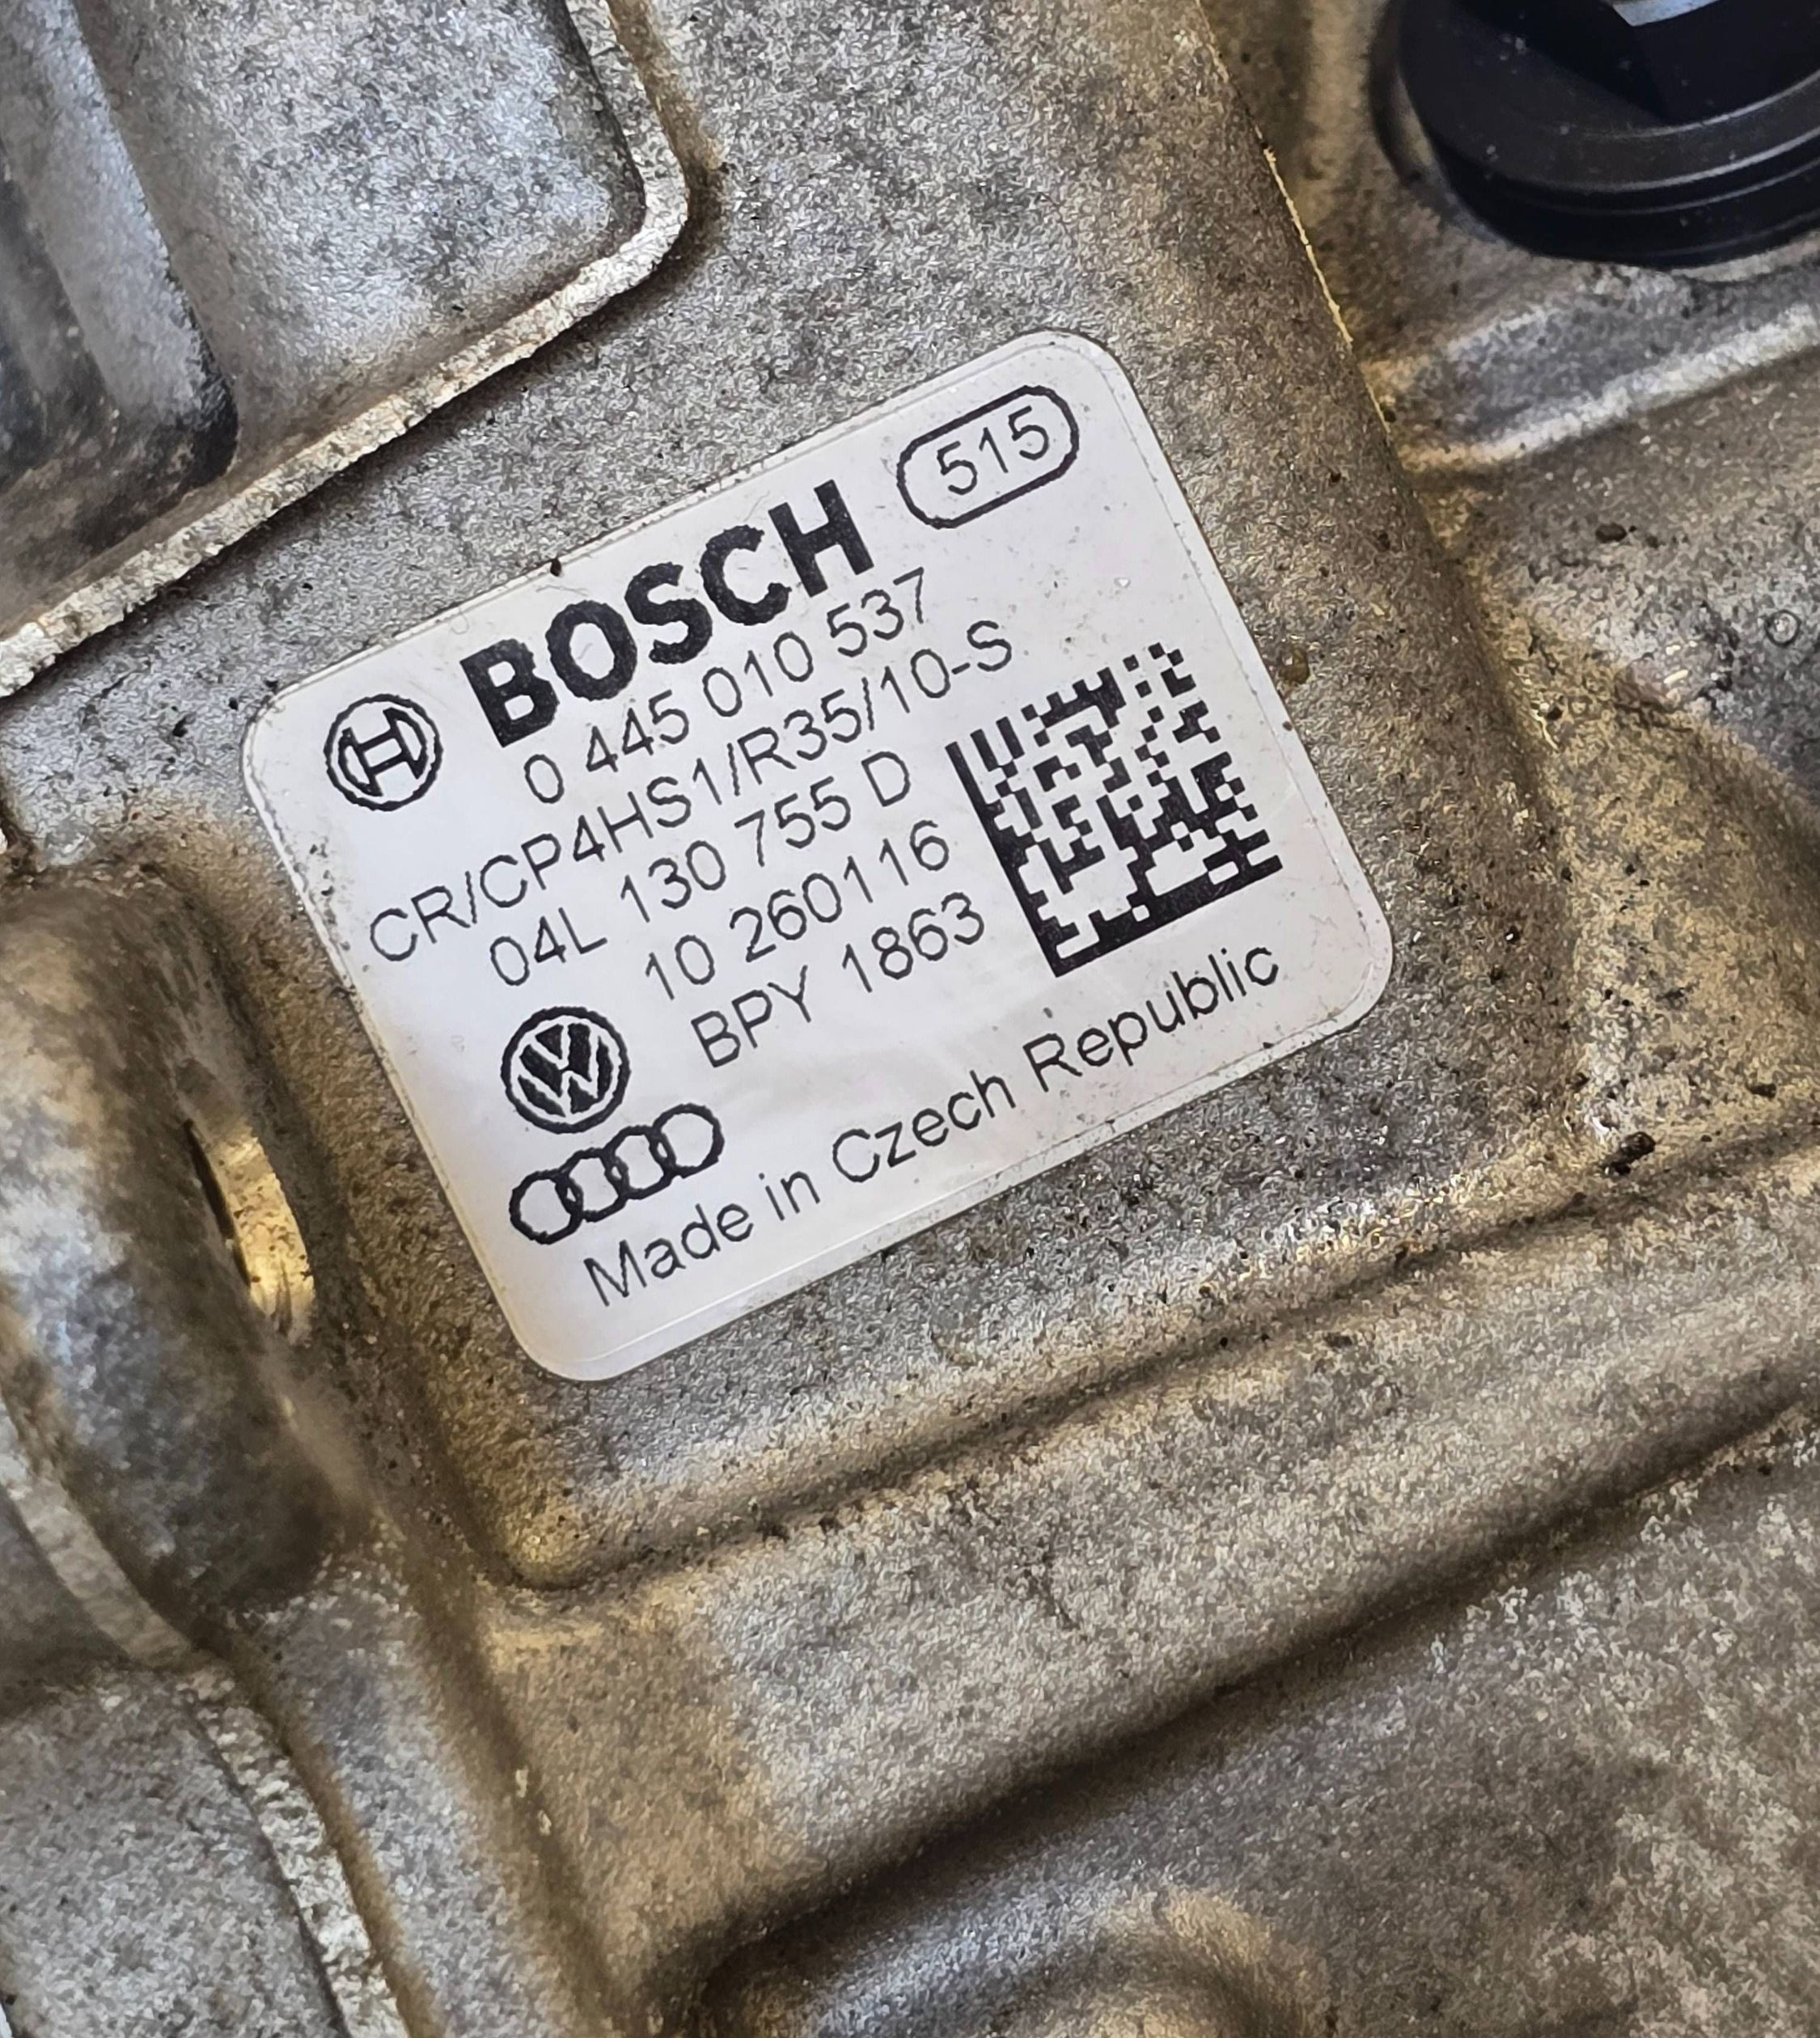 BOSCH 515
0 445 010 537
CR/CP4HS1/R35/10-S
04L 130 755 D
10 260116
BPY 1863
Made in Czech Republic